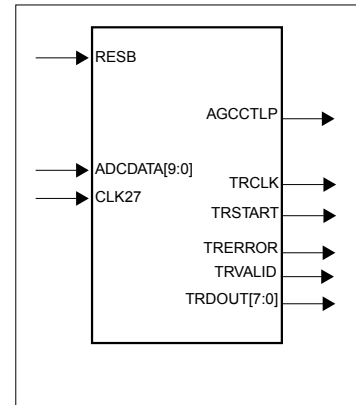 RESB
AGCCTLP
ADCDATA[9:0]
TRCLK
CLK27
TRSTART
TRERROR
TRVALID
TRDOUT[7:0]